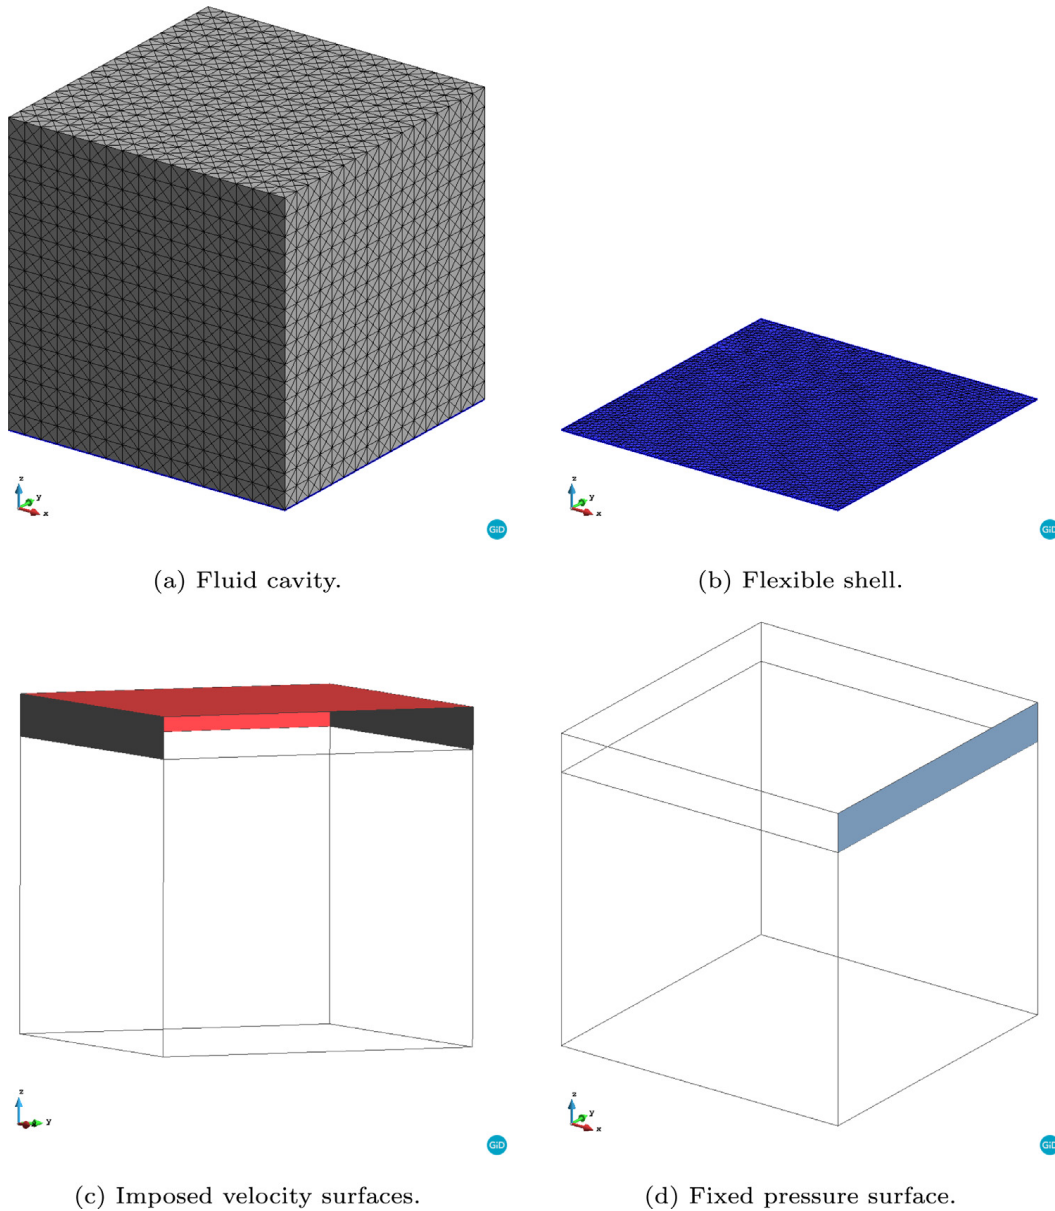 z
y
x
GiD
z
y
x
GiD
(a) Fluid cavity.
(b) Flexible shell.
z
y
GiD
z
y
x
GiD
(c) Imposed velocity surfaces.
(d) Fixed pressure surface.